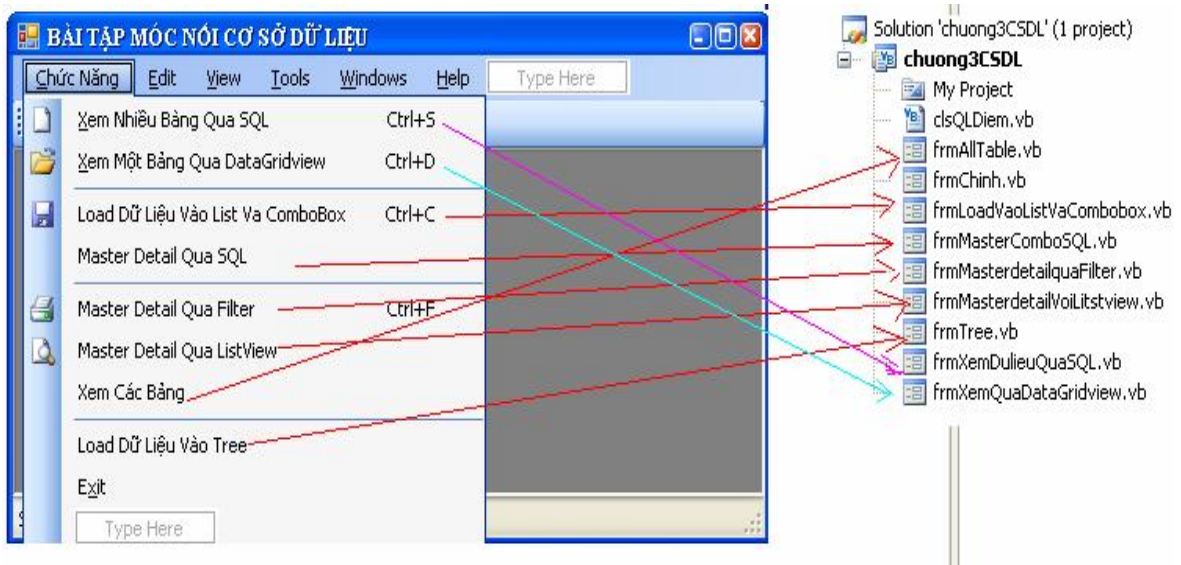 BÀI TẬP MÓC NỐI CƠ SỞ DỮ LIỆU
Chức Năng Edit View Tools Windows Help Type Here
Xem Nhiều Bảng Qua SQL Ctrl+S
Xem Một Bảng Qua DataGridview Ctrl+D
Load Dữ Liệu Vào List Va ComboBox Ctrl+C
Master Detail Qua SQL
Master Detail Qua Filter Ctrl+F
Master Detail Qua ListView
Xem Các Bảng
Load Dữ Liệu Vào Tree
Exit
Type Here
Solution 'chuong3CSDL' (1 project)
chuong3CSDL
My Project
clsQLDiem.vb
frmAllTable.vb
frmChinh.vb
frmLoadVaoListVaCombobox.vb
frmMasterComboSQL.vb
frmMasterdetailquaFilter.vb
frmMasterdetailVoiLitstview.vb
frmTree.vb
frmXemDulieuQuaSQL.vb
frmXemQuaDataGridview.vb